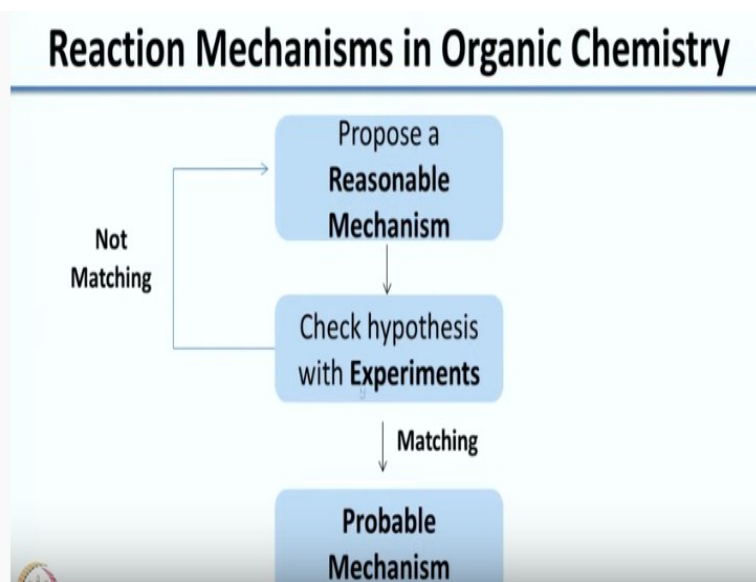 Reaction Mechanisms in Organic Chemistry
Propose a
Reasonable
Mechanism
Not
Matching
Check hypothesis
with Experiments
Matching
Probable
Mechanism